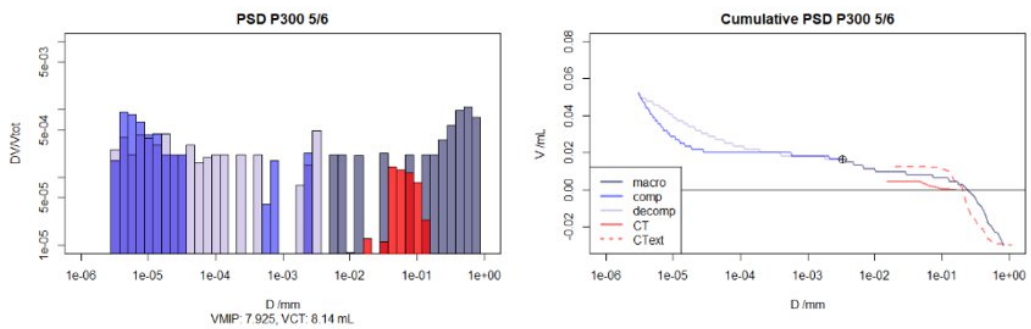 PSD P300 5/6
DV/Vtot
5e-03
5e-04
5e-05
1e-05
1e-06
1e-05
1e-04
1e-03
1e-02
1e-01
1e+00
D /mm
VMIP: 7.925, VCT: 8.14 mL
Cumulative PSD P300 5/6
V /mL
0.08
0.06
0.04
0.02
0.00
-0.02
macro
comp
decomp
CT
CText
1e-06
1e-05
1e-04
1e-03
1e-02
1e-01
1e+00
D /mm